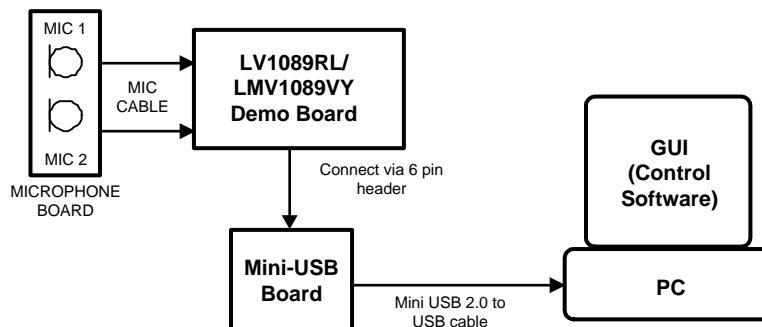 MIC 1
MIC
CABLE
MIC 2
MICROPHONE
BOARD
LV1089RL/
LMV1089VY
Demo Board
Connect via 6 pin
header
Mini-USB
Board
Mini USB 2.0 to
USB cable
GUI
(Control
Software)
PC